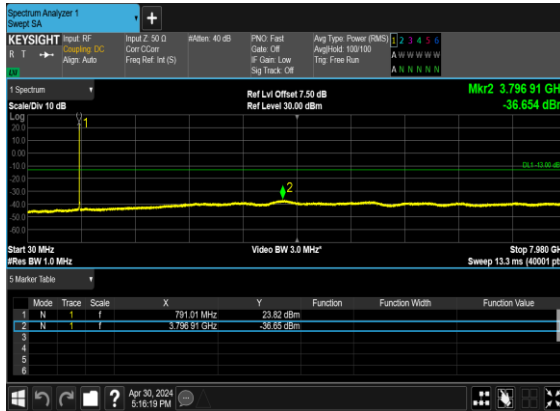 Spectrum Analyzer 1
Swept SA
+
KEYSIGHT Input: RF Input Z: 50 Ω #Atten: 40 dB PNO: Fast Avg Type: Power (RMS) 1 2 3 4 5 6
R T Coupling: DC Corr CCorr Gate: Off Avg|Hold: 100/100 A W W W W W
Align: Auto Freq Ref: Int (S) IF Gain: Low Trig: Free Run
Sig Track: Off A N N N N N
1 Spectrum Ref Lvl Offset 7.50 dB Mkr2 3.796 91 GHz
Scale/Div 10 dB Ref Level 30.00 dBm -36.654 dBm
Log
1
20.0
10.0
0.00
-10.0
DL1 -13.00 dB
-20.0
-30.0
2
-40.0
-50.0
-60.0
Start 30 MHz Video BW 3.0 MHz* Stop 7.980 GH
#Res BW 1.0 MHz Sweep 13.3 ms (40001 pt
5 Marker Table
Mode Trace Scale X Y Function Function Width Function Value
1 N 1 f 791.01 MHz 23.82 dBm
2 N 1 f 3.796 91 GHz -36.65 dBm
3
4
5
6
? Apr 30, 2024
5:16:19 PM